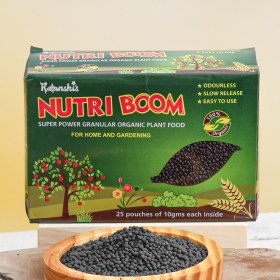 Ratanshi's
NUTRI BOOM
SUPER POWER GRANULAR ORGANIC PLANT FOOD
FOR HOME AND GARDENING
★ ODOURLESS
★ SLOW RELEASE
★ EASY TO USE
100%
Organic
25 pouches of 10gms each inside